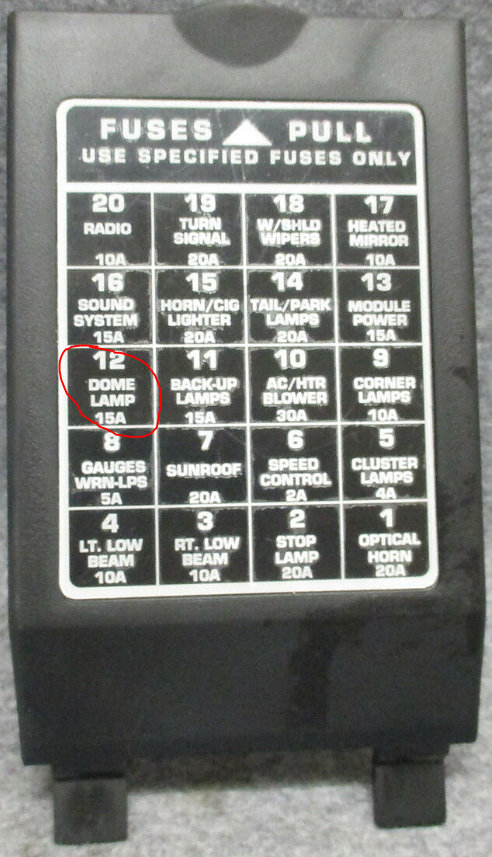 FUSES PULL
USE SPECIFIED FUSES ONLY
20 19 18 17
RADIO TURN SIGNAL W/SHLD WIPERS HEATED MIRROR
10A 20A 20A 10A
16 15 14 13
SOUND SYSTEM HORN/CIG LIGHTER TAIL/PARK LAMPS MODULE POWER
15A 20A 20A 15A
12 11 10 9
DOME LAMP BACK-UP LAMPS AC/HTR BLOWER CORNER LAMPS
15A 15A 30A 10A
8 7 6 5
GAUGES WRN-LPS SUNROOF SPEED CONTROL CLUSTER LAMPS
5A 20A 2A 4A
4 3 2 1
LT. LOW BEAM RT. LOW BEAM STOP LAMP OPTICAL HORN
10A 10A 20A 20A